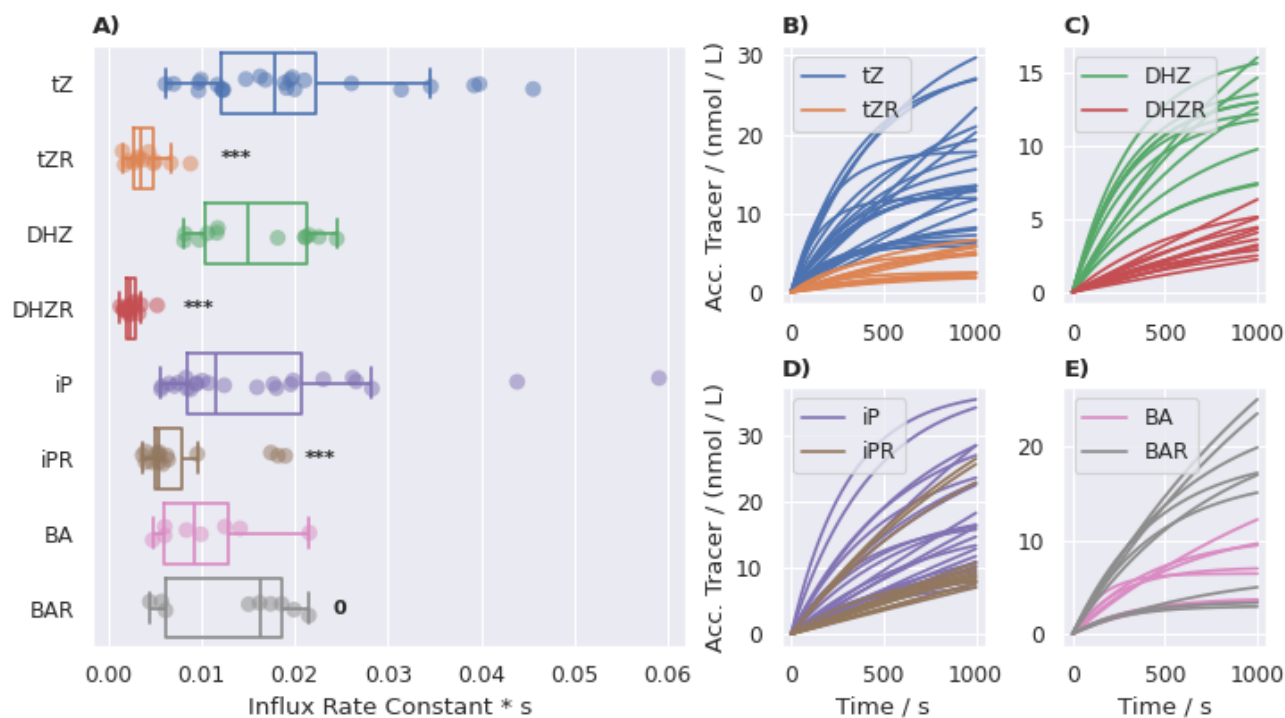 A)
tZ
tZR
***
DHZ
DHZR
***
iP
iPR
***
BA
BAR
0
0.00 0.01 0.02 0.03 0.04 0.05 0.06
Influx Rate Constant * s
B)
Acc. Tracer / (nmol / L)
30
20
10
0
tZ
tZR
0 500 1000
C)
15
10
5
0
DHZ
DHZR
0 500 1000
D)
Acc. Tracer / (nmol / L)
30
20
10
0
iP
iPR
0 500 1000
Time / s
E)
20
10
0
BA
BAR
0 500 1000
Time / s